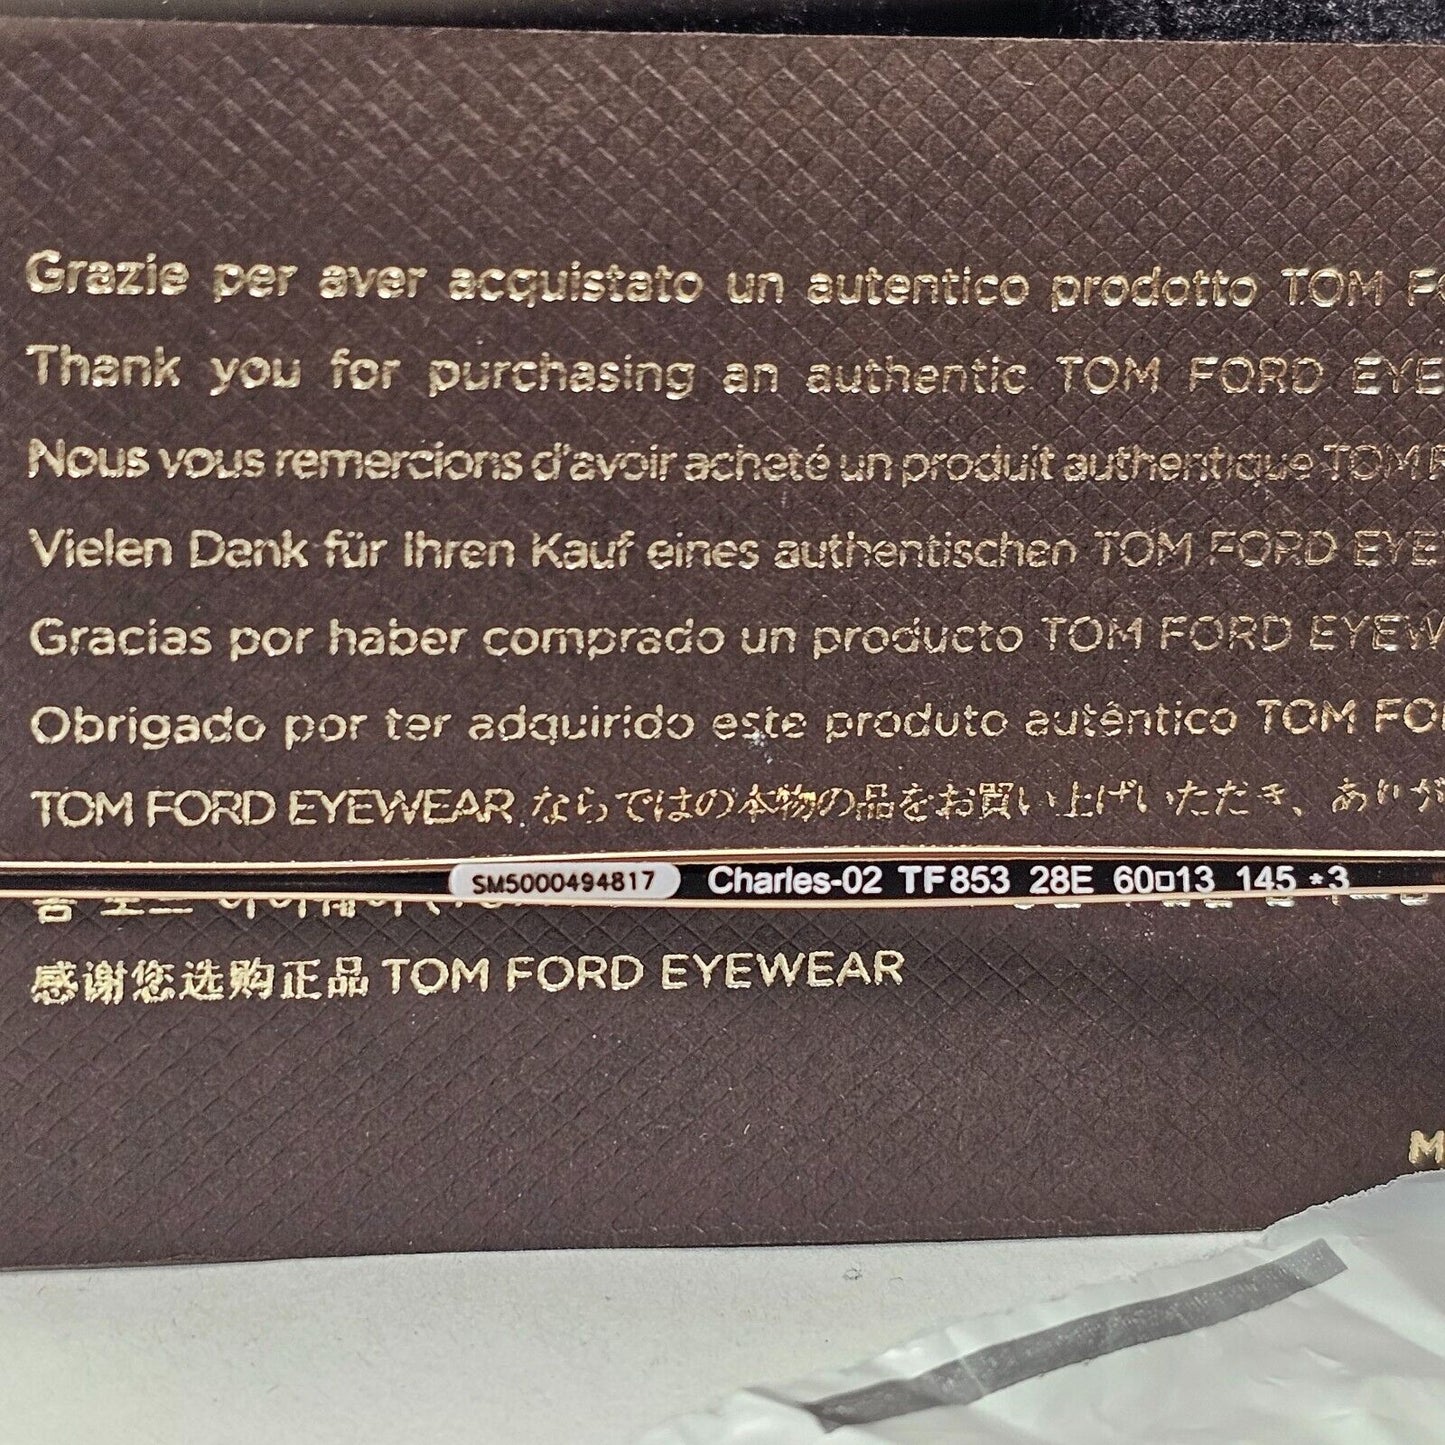 Grazie per aver acquistato un autentico prodotto TOM
Thank you for purchasing an authentic TOM FORD
Nous vous remercions d'avoir acheté un produit authentique TOM
Vielen Dank für Ihren Kauf eines authentischen TOM FORD
Gracias por haber comprado un producto TOM FORD
Obrigado por ter adquirido este produto autêntico TOM
TOM FORD EYEWEAR ならではの本物の品をお買い上げいただき、ありが
SM5000494817 Charles-02 TF853 28E 60□13 145 *3
感谢您选购正品 TOM FORD EYEWEAR